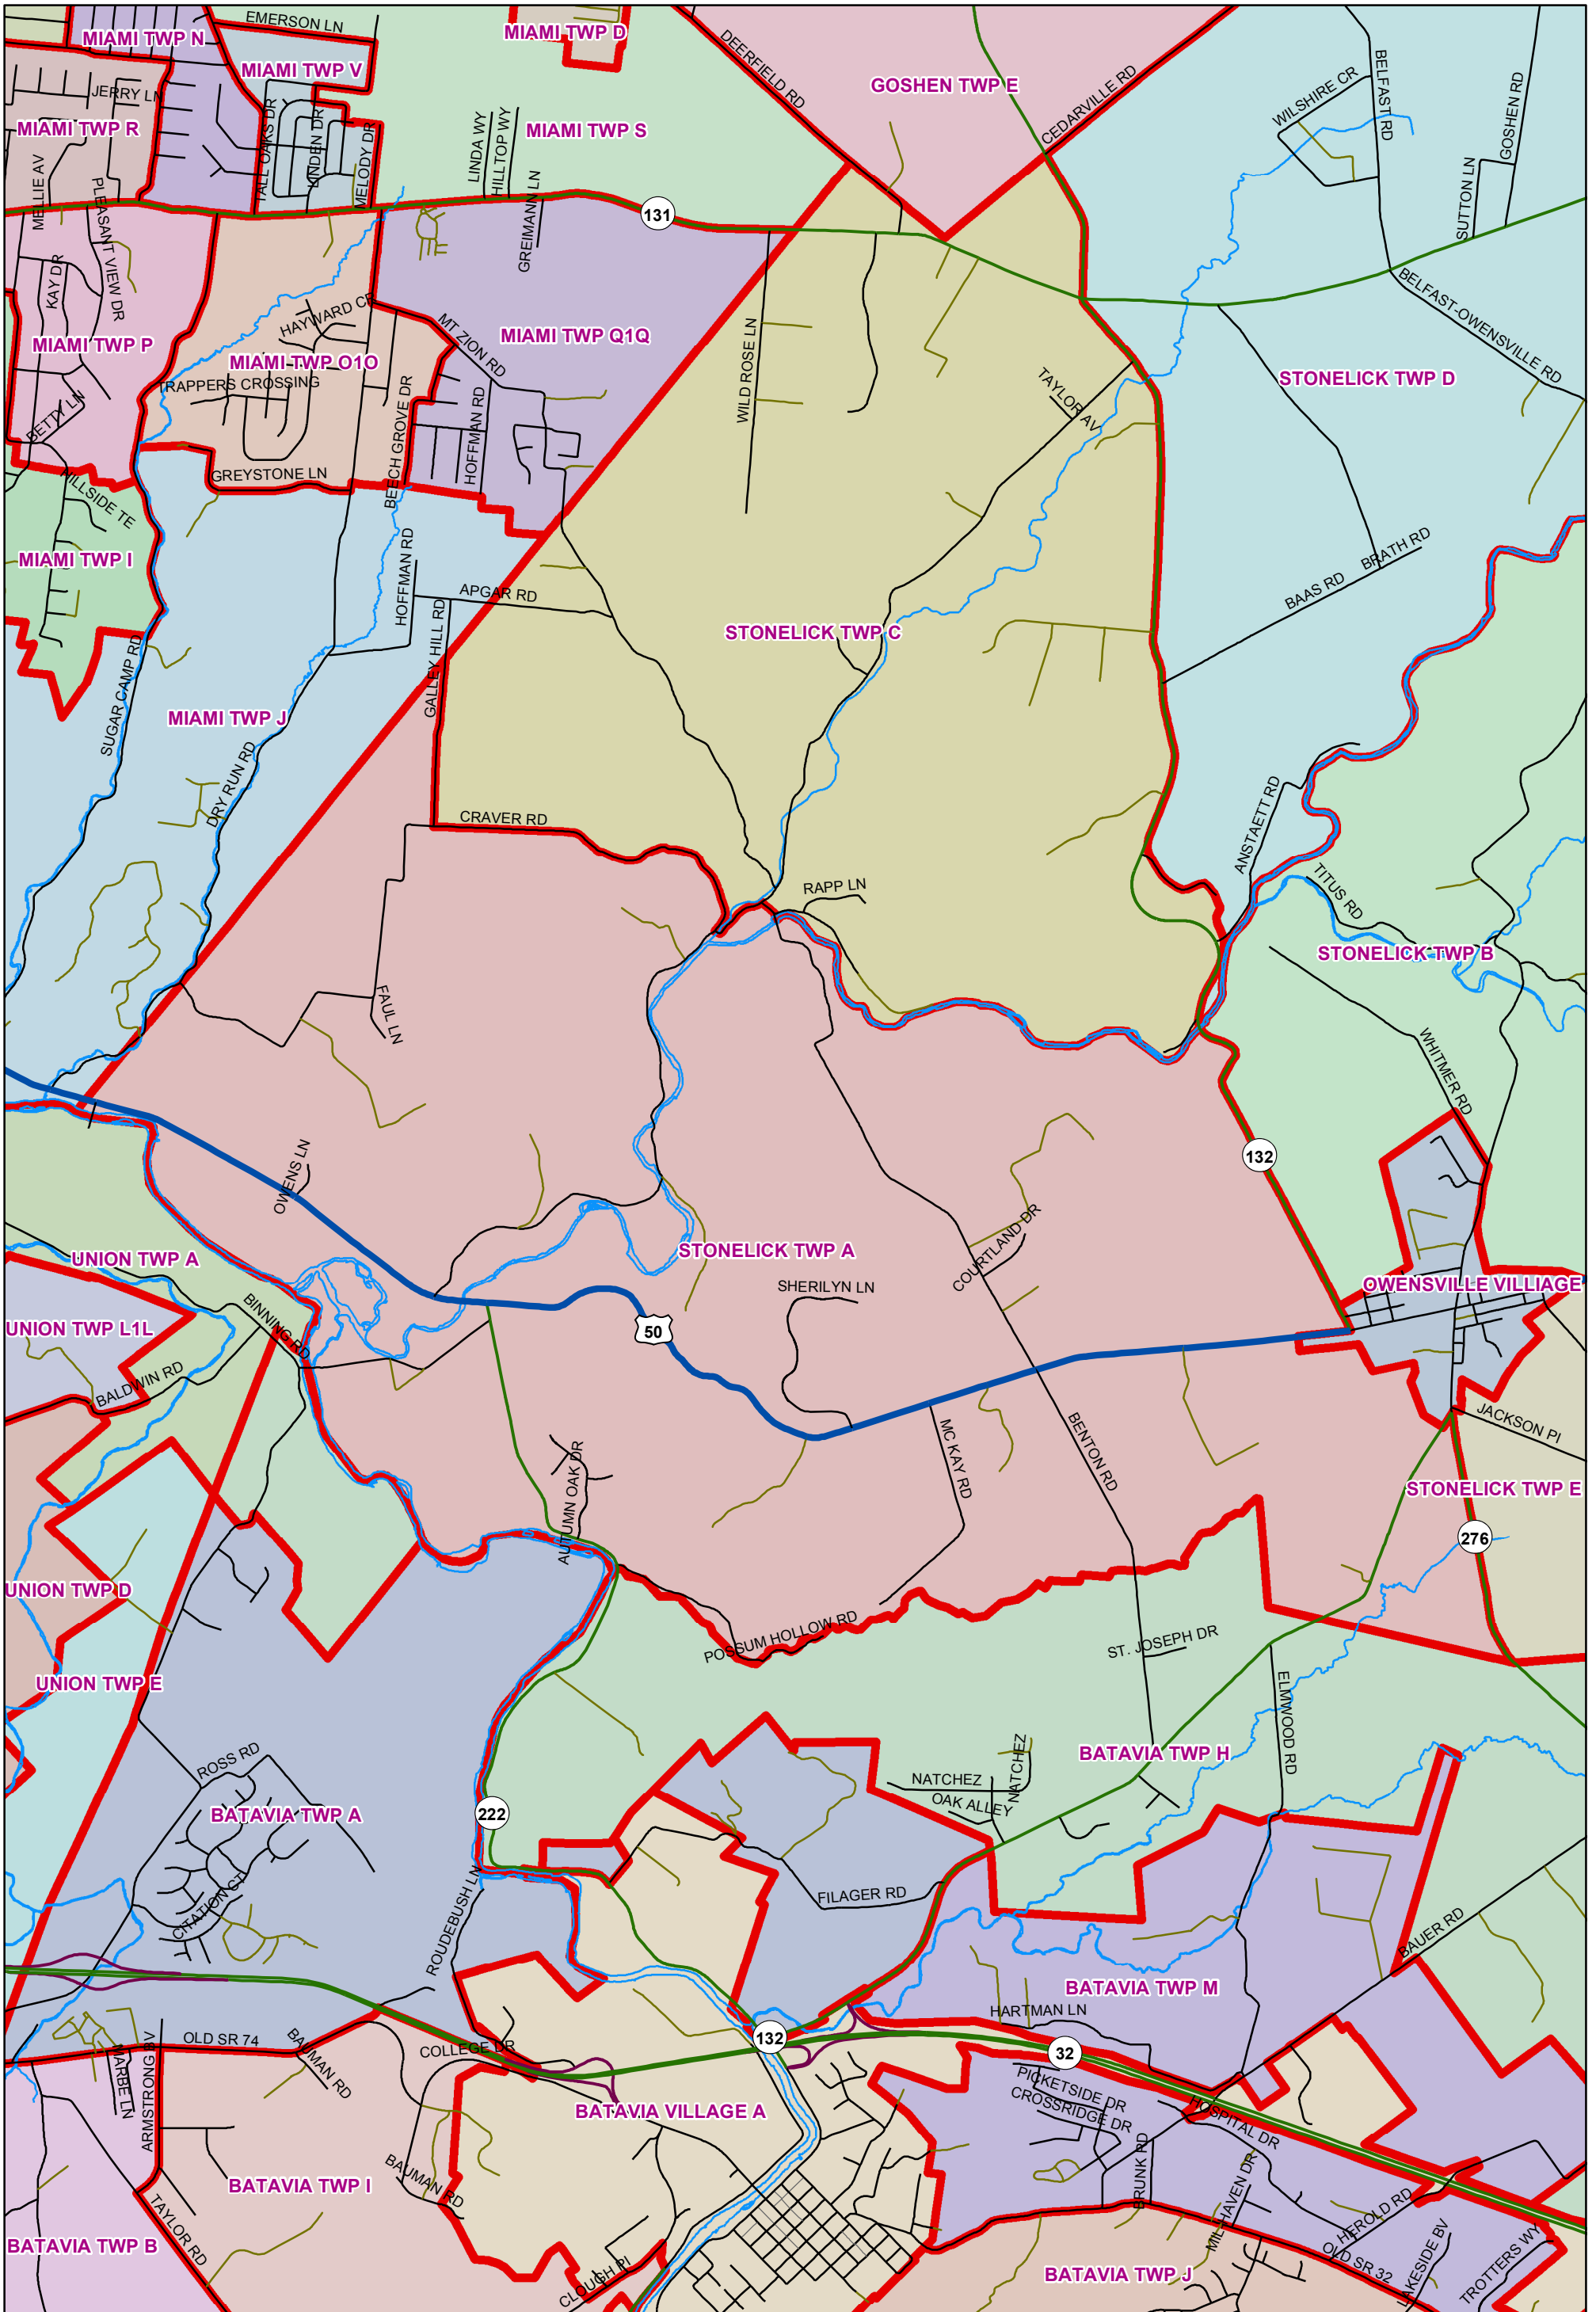 EMERSON LN
MIAMI TWP N
MIAMI TWP D
DEERFIELD RD
MIAMI TWP V
GOSHEN TWP E
CEDARVILLE RD
WILSHIRE CR
BELFAST RD
GOSHEN RD
JERRY LN
MIAMI TWP R
TALL OAKS DR
LINDEN DR
MELODY DR
LINDA WY
HILLTOP WY
MIAMI TWP S
MELLIE AV
PLEASANT VIEW DR
GREIMANN LN
131
SUTTON LN
KAY DR
BELFAST-OWENSVILLE RD
HAYWARD CR
MT ZION RD
MIAMI TWP Q1Q
MIAMI TWP P
MIAMI TWP O1O
WILD ROSE LN
TAYLOR AV
STONELICK TWP D
TRAPPERS CROSSING
BETTY LN
BEECH GROVE DR
HOFFMAN RD
GREYSTONE LN
HILLSIDE TE
MIAMI TWP I
HOFFMAN RD
APGAR RD
BAAS RD
BRATH RD
STONELICK TWP C
GALLEY HILL RD
SUGAR CAMP RD
MIAMI TWP J
DRY RUN RD
CRAVER RD
ANSTAETT RD
RAPP LN
TITUS RD
STONELICK TWP B
FAUL LN
WHITMER RD
OWENS LN
132
COURTLAND DR
UNION TWP A
STONELICK TWP A
SHERILYN LN
OWENSVILLE VILLIAGE
BINNING RD
UNION TWP L1L
50
BALDWIN RD
MC KAY RD
BENTON RD
JACKSON PI
AUTUMN OAK DR
STONELICK TWP E
276
UNION TWP D
POSSUM HOLLOW RD
ST. JOSEPH DR
UNION TWP E
ELMWOOD RD
ROSS RD
NATCHEZ
NATCHEZ
BATAVIA TWP H
OAK ALLEY
BATAVIA TWP A
222
CITATION CT
ROUDEBUSH LN
FILAGER RD
BAUER RD
BATAVIA TWP M
HARTMAN LN
OLD SR 74
BAUMAN RD
COLLEGE DR
132
32
MARBE LN
ARMSTRONG BV
PICKETSIDE DR
CROSSRIDGE DR
HOSPITAL DR
BATAVIA VILLAGE A
BRUNK RD
BAUMAN RD
BATAVIA TWP I
MILLHAVEN DR
HEROLD RD
TAYLOR RD
BATAVIA TWP B
OLD SR 32
LAKESIDE BV
TROTTERS WY
CLOUGH PI
BATAVIA TWP J